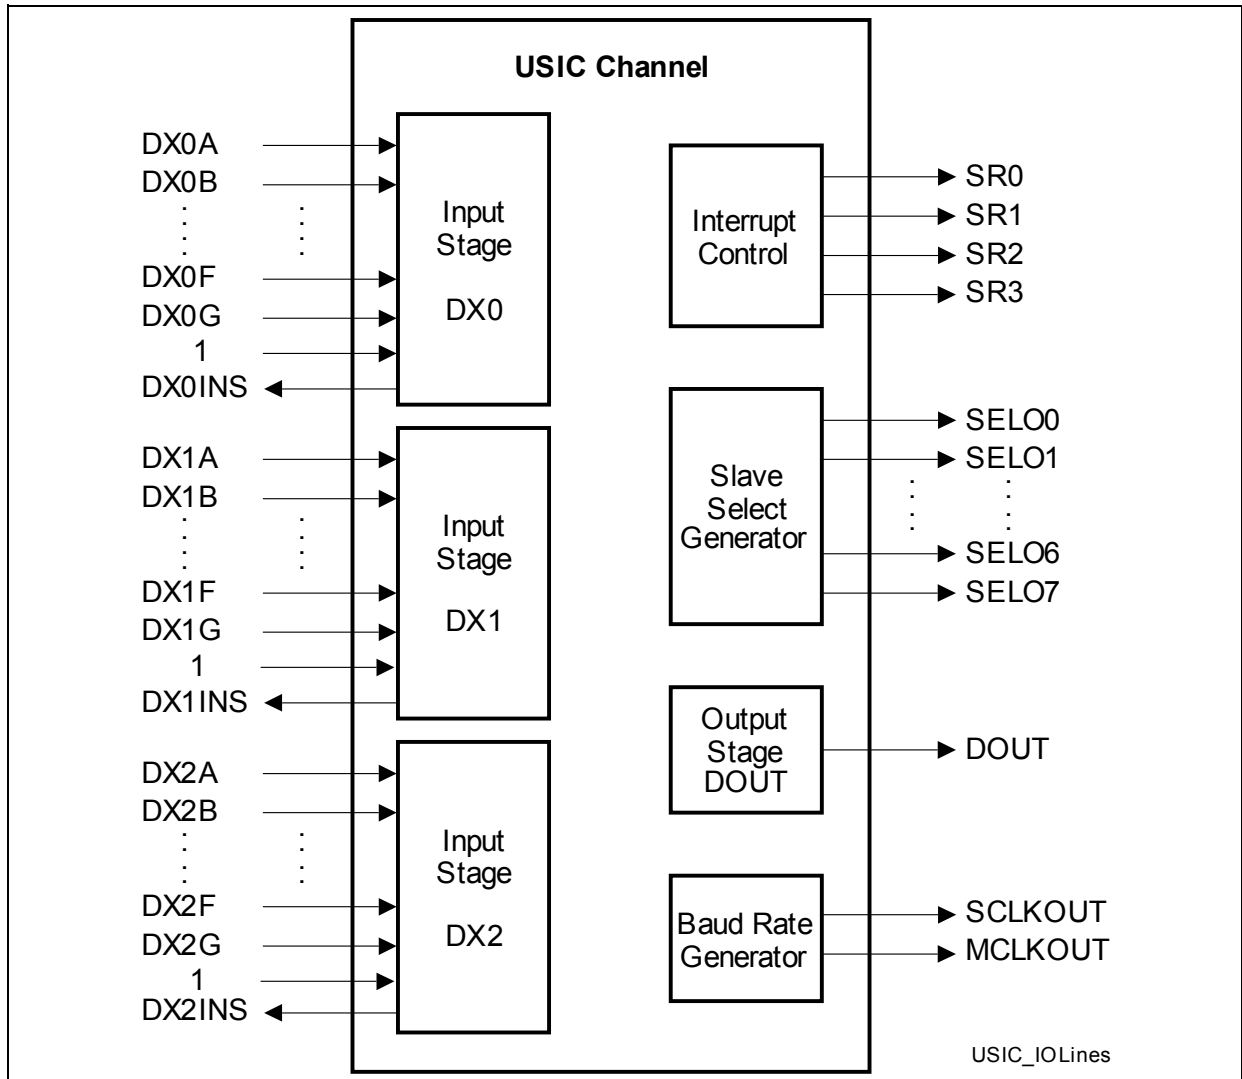 USIC Channel
DX0A
DX0B
DX0F
DX0G
1
DX0INS
Input
Stage
DX0
DX1A
DX1B
DX1F
DX1G
1
DX1INS
Input
Stage
DX1
DX2A
DX2B
DX2F
DX2G
1
DX2INS
Input
Stage
DX2
Interrupt
Control
SR0
SR1
SR2
SR3
Slave
Select
Generator
SELO0
SELO1
SELO6
SELO7
Output
Stage
DOUT
DOUT
Baud Rate
Generator
SCLKOUT
MCLKOUT
USIC_IOLines